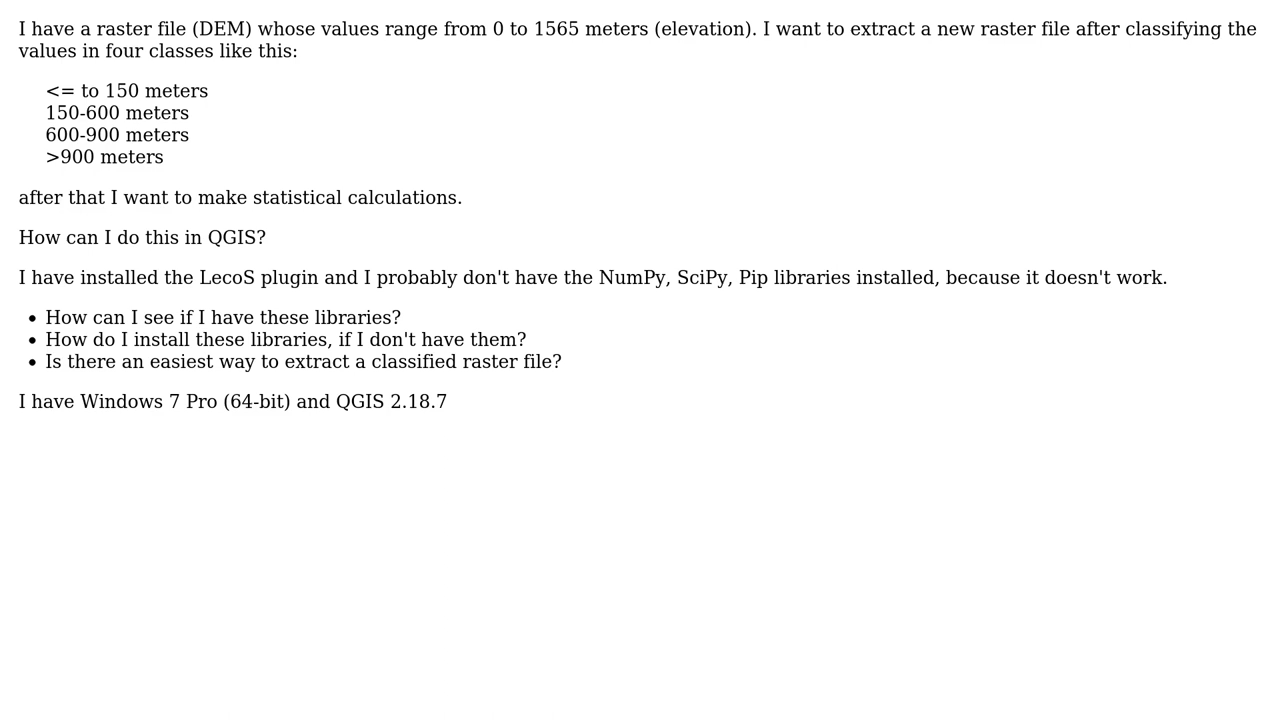 I have a raster file (DEM) whose values range from 0 to 1565 meters (elevation). I want to extract a new raster file after classifying the
values in four classes like this:
<= to 150 meters
150-600 meters
600-900 meters
>900 meters
after that I want to make statistical calculations.
How can I do this in QGIS?
I have installed the LecoS plugin and I probably don't have the NumPy, SciPy, Pip libraries installed, because it doesn't work.
• How can I see if I have these libraries?
• How do I install these libraries, if I don't have them?
• Is there an easiest way to extract a classified raster file?
I have Windows 7 Pro (64-bit) and QGIS 2.18.7